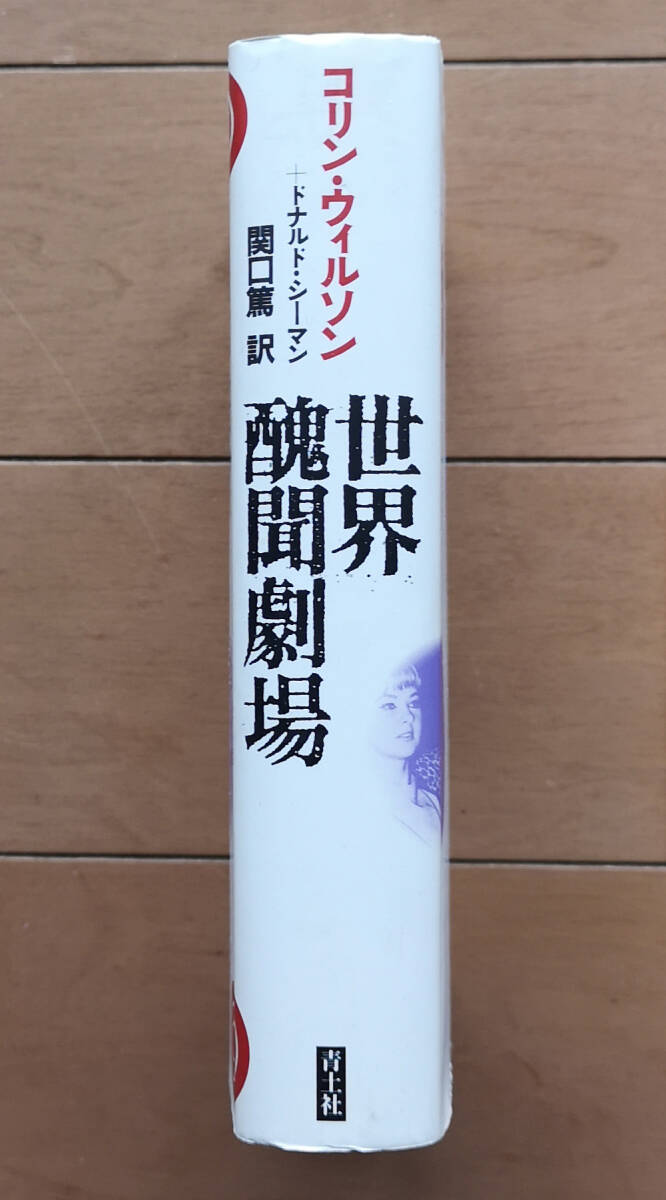 コリン・ウィルソン
＋ドナルド・シーマン
関口篤 訳
世界
醜聞劇場
青土社